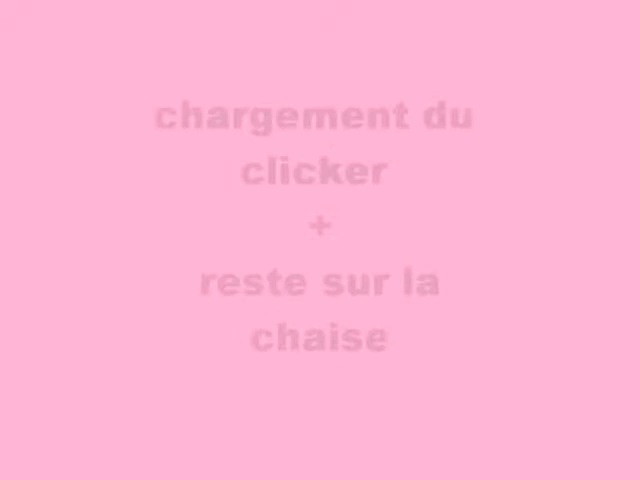 chargement du
clicker
+
reste sur la
chaise